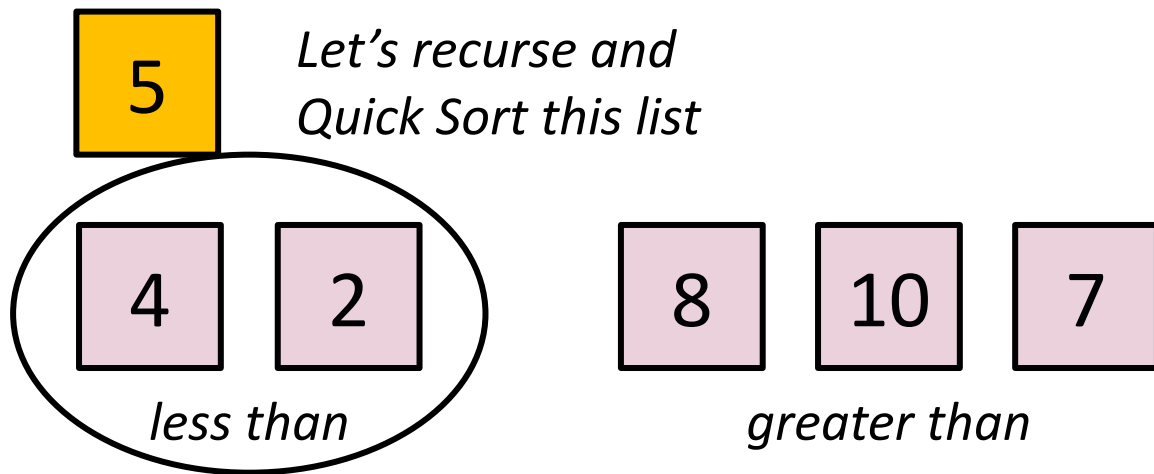 5
Let’s recurse and
Quick Sort this list
4 2
8 10 7
less than
greater than